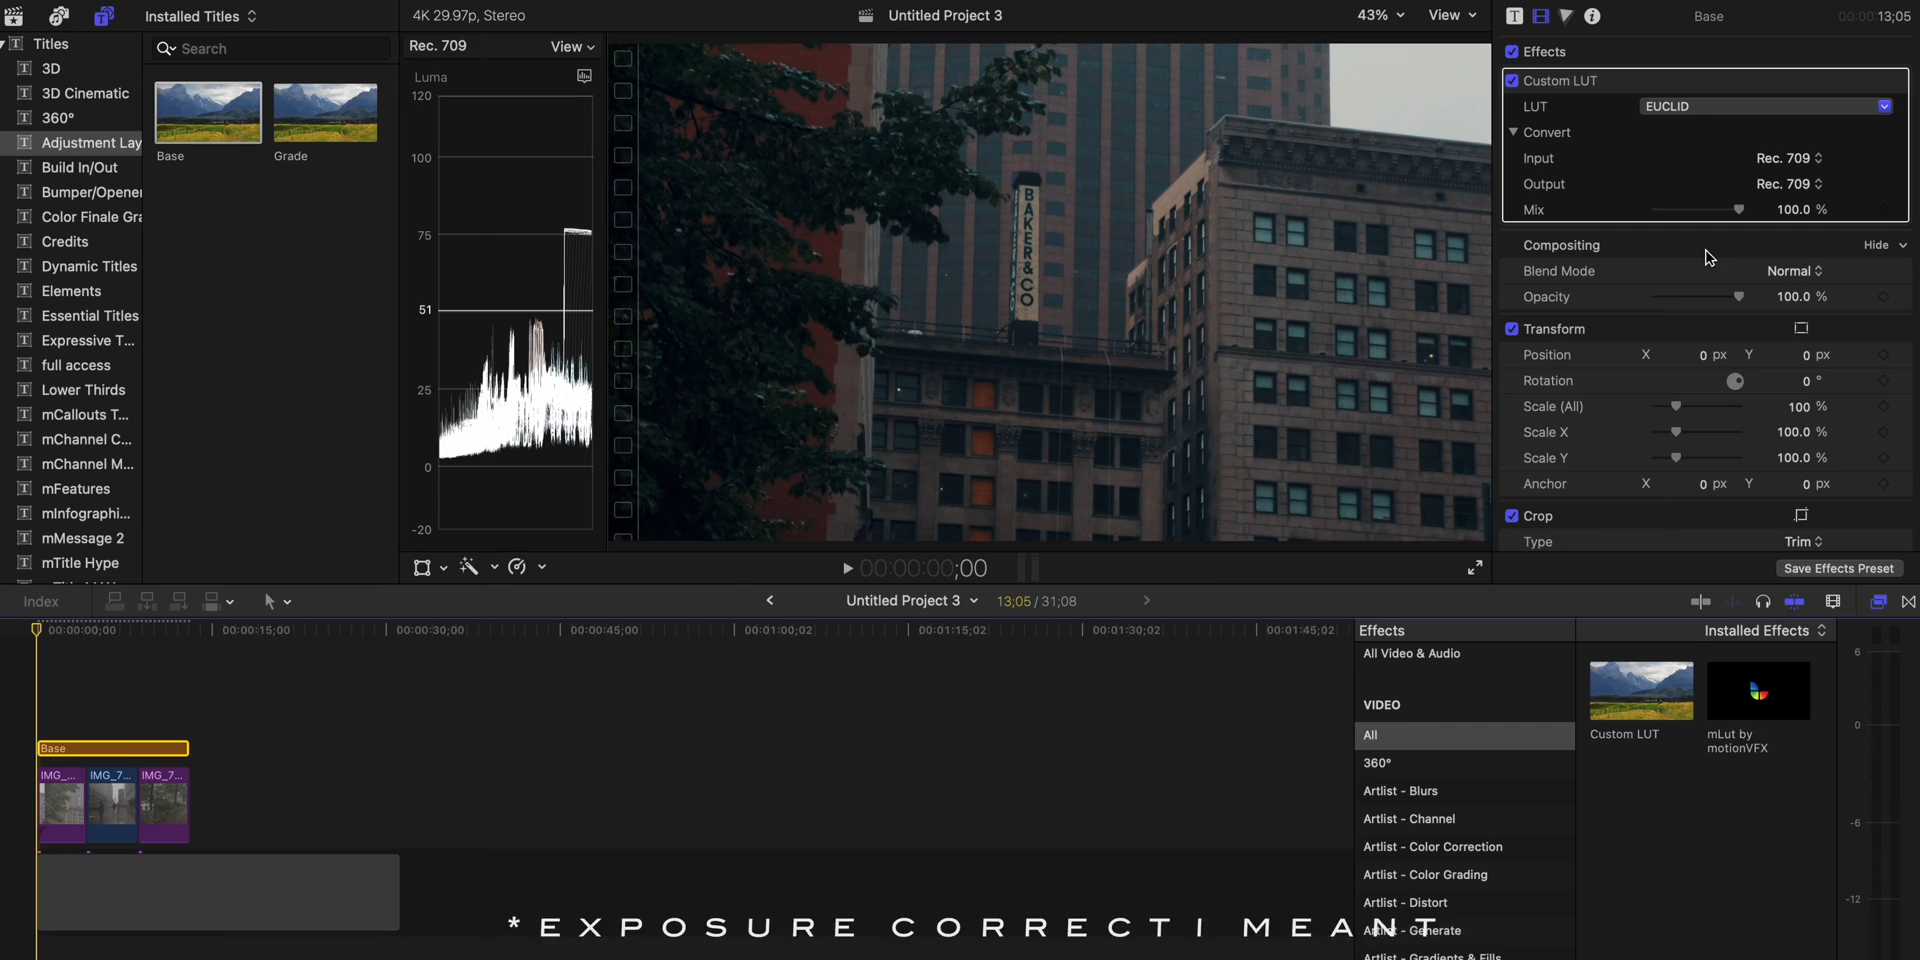 Installed Titles
4K 29.97p, Stereo
Untitled Project 3
43%
View
Base
00:00:00:13;05
Titles
3D
3D Cinematic
360°
Adjustment Lay
Build In/Out
Bumper/Opener
Color Finale Gra
Credits
Dynamic Titles
Elements
Essential Titles
Expressive T...
full access
Lower Thirds
mCallouts T...
mChannel C...
mChannel M...
mFeatures
mInfographi...
mMessage 2
mTitle Hype
Search
Base
Grade
Rec. 709
View
Luma
120
100
75
51
25
0
-20
BAKER&CO
Effects
Custom LUT
LUT
EUCLID
Convert
Input
Rec. 709
Output
Rec. 709
Mix
100.0 %
Compositing
Hide
Blend Mode
Normal
Opacity
100.0 %
Transform
Position
X
0 px
Y
0 px
Rotation
0 °
Scale (All)
100 %
Scale X
100.0 %
Scale Y
100.0 %
Anchor
X
0 px
Y
0 px
Crop
Type
Trim
Save Effects Preset
00:00:00;00
Index
Untitled Project 3
13;05 / 31;08
00:00:00;00
00:00:15;00
00:00:30;00
00:00:45;00
00:01:00;02
00:01:15;02
00:01:30;02
00:01:45;02
Base
IMG_...
IMG_7...
IMG_7...
Effects
Installed Effects
All Video & Audio
VIDEO
All
360°
Artlist - Blurs
Artlist - Channel
Artlist - Color Correction
Artlist - Color Grading
Artlist - Distort
Artlist - Generate
Artlist - Gradients & Fills
Custom LUT
mLut by
motionVFX
6
0
-6
-12
*EXPOSURE CORRECT I MEANT